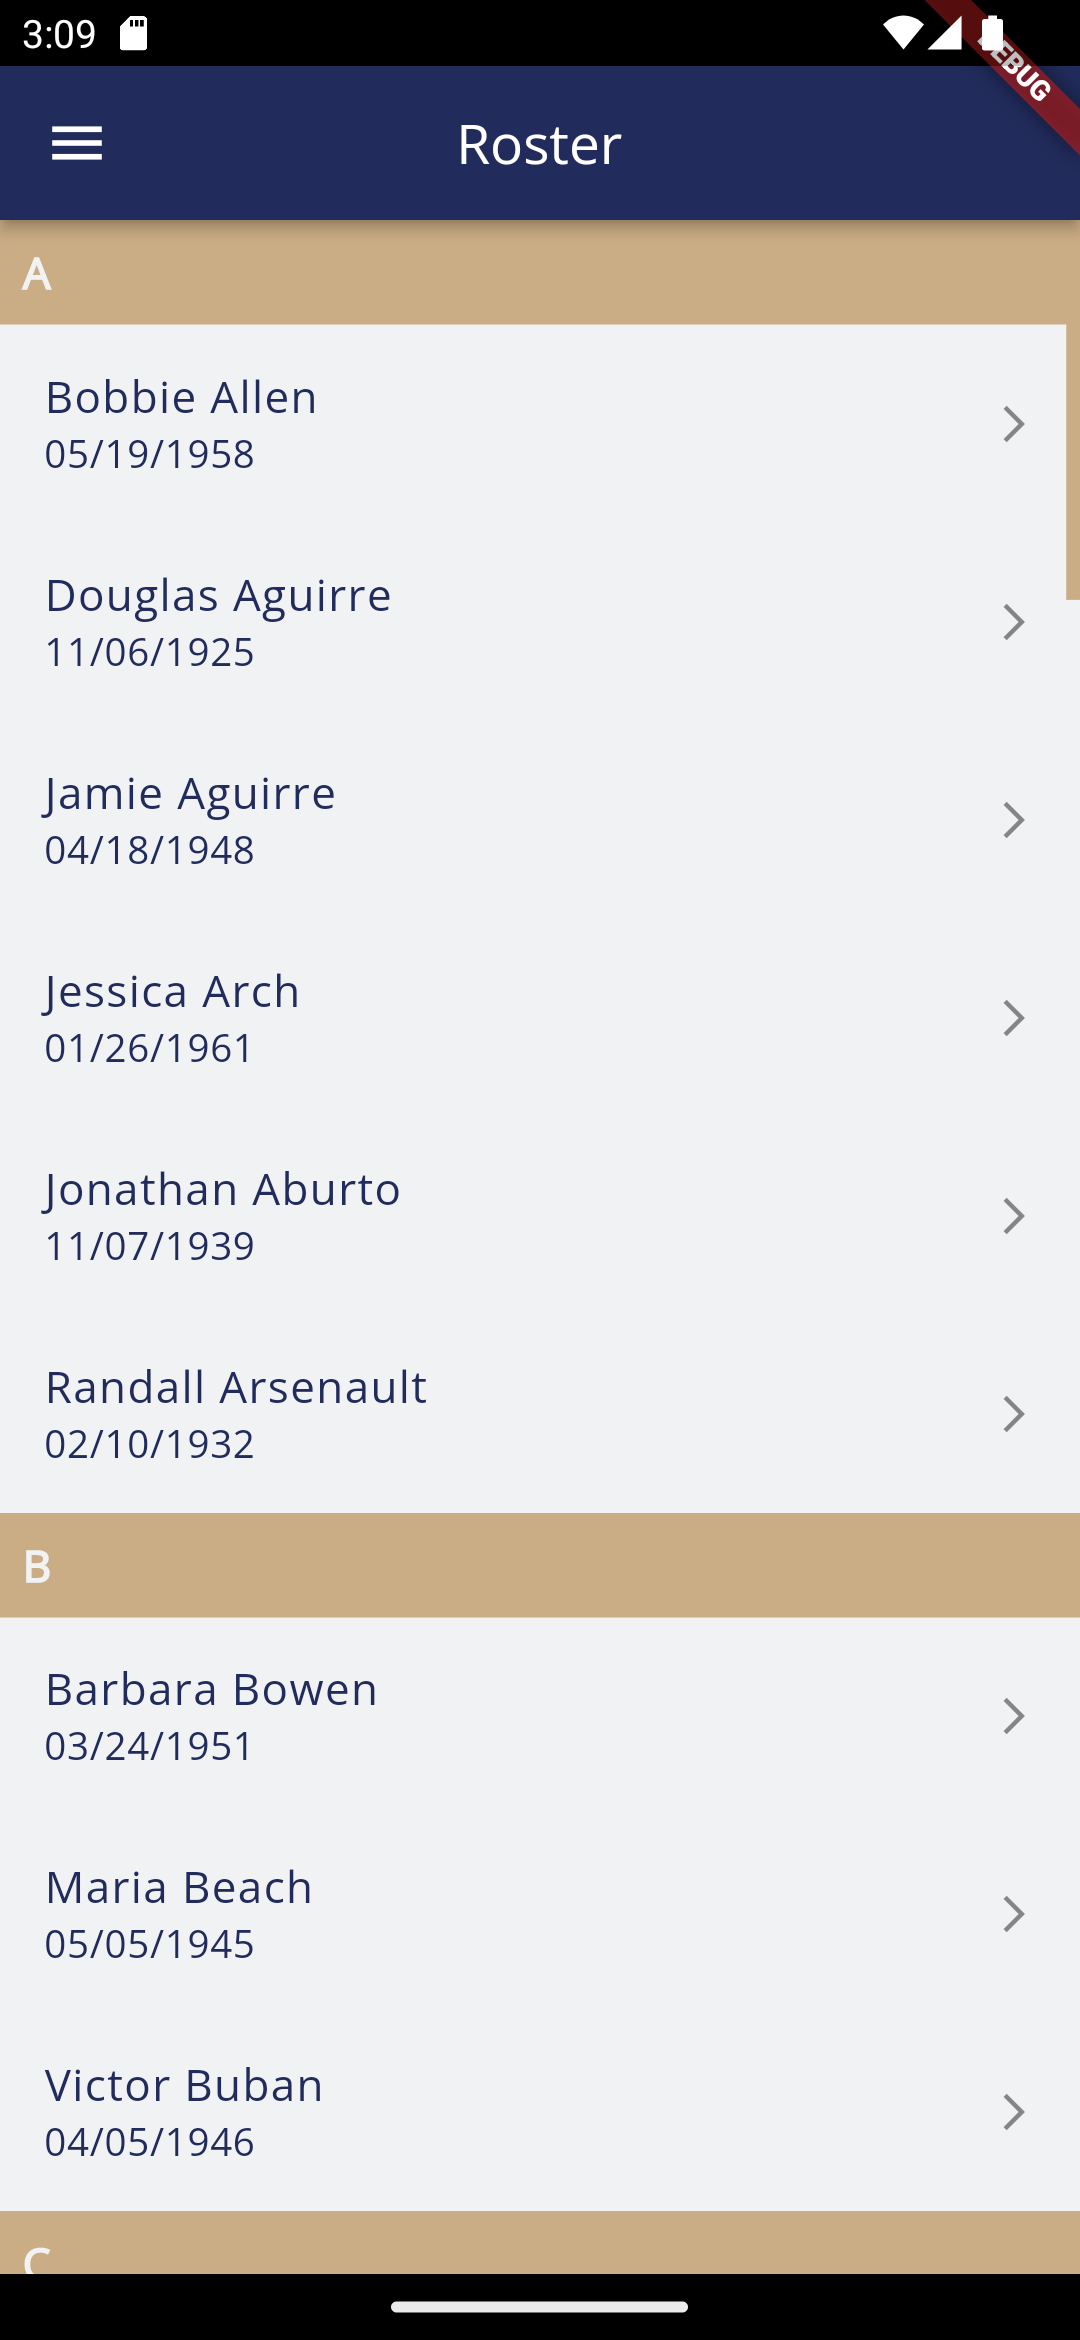 3:09
DEBUG
Roster
A
Bobbie Allen
05/19/1958
Douglas Aguirre
11/06/1925
Jamie Aguirre
04/18/1948
Jessica Arch
01/26/1961
Jonathan Aburto
11/07/1939
Randall Arsenault
02/10/1932
B
Barbara Bowen
03/24/1951
Maria Beach
05/05/1945
Victor Buban
04/05/1946
C